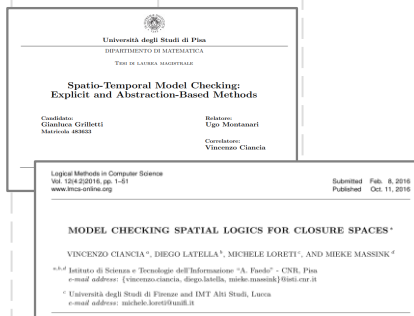 Università degli Studi di Pisa
DIPARTIMENTO DI MATEMATICA
Tesi di laurea magistrale
Spatio-Temporal Model Checking:
Explicit and Abstraction-Based Methods
Candidato:
Gianluca Grilletti
Matricola 483633
Relatore:
Ugo Montanari
Correlatore:
Vincenzo Ciancia
Logical Methods in Computer Science
Vol. 12(4:2)2016, pp. 1–51
www.lmcs-online.org
Submitted Feb. 8, 2016
Published Oct. 11, 2016
MODEL CHECKING SPATIAL LOGICS FOR CLOSURE SPACES *
VINCENZO CIANCIA a, DIEGO LATELLA b, MICHELE LORETI c, AND MIEKE MASSINK d
a,b,d Istituto di Scienza e Tecnologie dell'Informazione "A. Faedo" - CNR, Pisa
e-mail address: {vincenzo.ciancia, diego.latella, mieke.massink}@isti.cnr.it
c Università degli Studi di Firenze and IMT Alti Studi, Lucca
e-mail address: michele.loreti@unifi.it